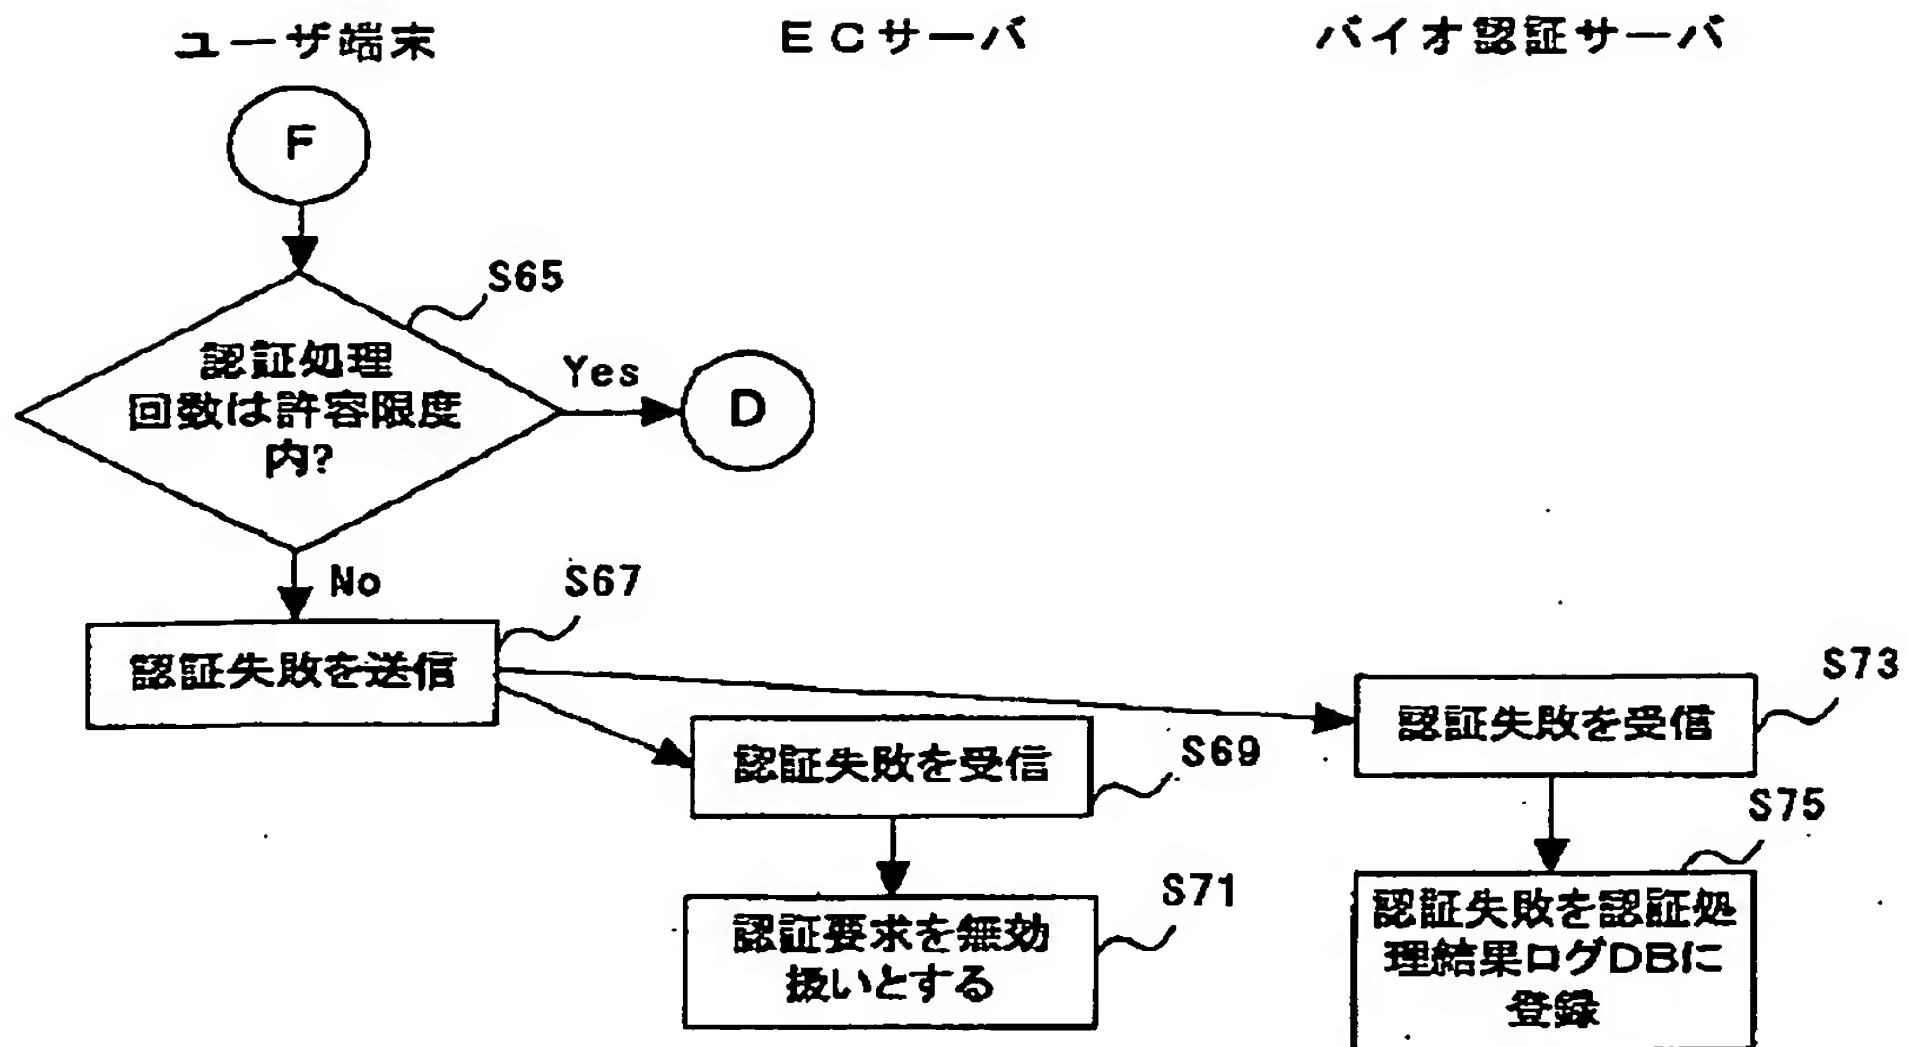 ユーザ端末
ECサーバ
バイオ認証サーバ
F
S65
認証処理
回数は許容限度
内?
Yes
D
No
S67
認証失敗を送信
S73
認証失敗を受信
S69
認証失敗を受信
S75
S71
認証要求を無効
扱いとする
認証失敗を認証処
理結果ログDBに
登録